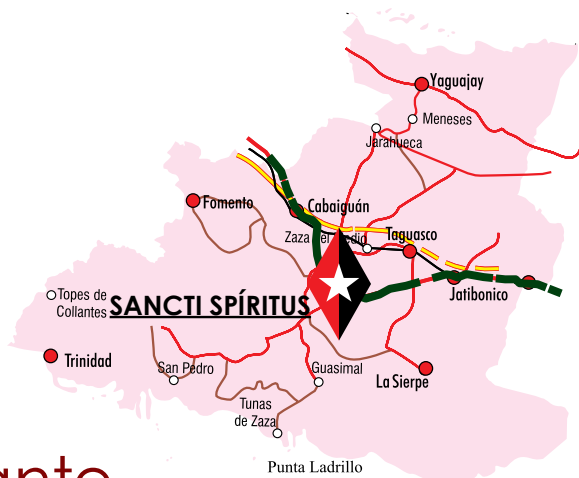 Yaguajay
Meneses
Jarahueca
Fomento
Cabaiguán
Zaza del Medio
Taguasco
Topes de
Collantes
SANCTI SPÍRITUS
Jatibonico
Trinidad
San Pedro
Guasimal
La Sierpe
Tunas
de Zaza
Punta Ladrillo